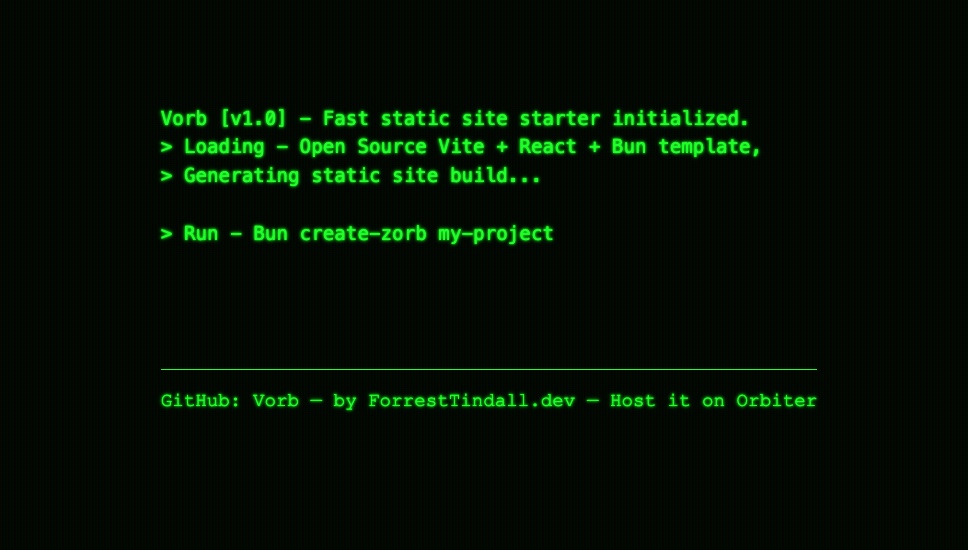 Vorb [v1.0] – Fast static site starter initialized.
> Loading – Open Source Vite + React + Bun template,
> Generating static site build...
> Run – Bun create-zorb my-project
GitHub: Vorb — by ForrestTindall.dev — Host it on Orbiter